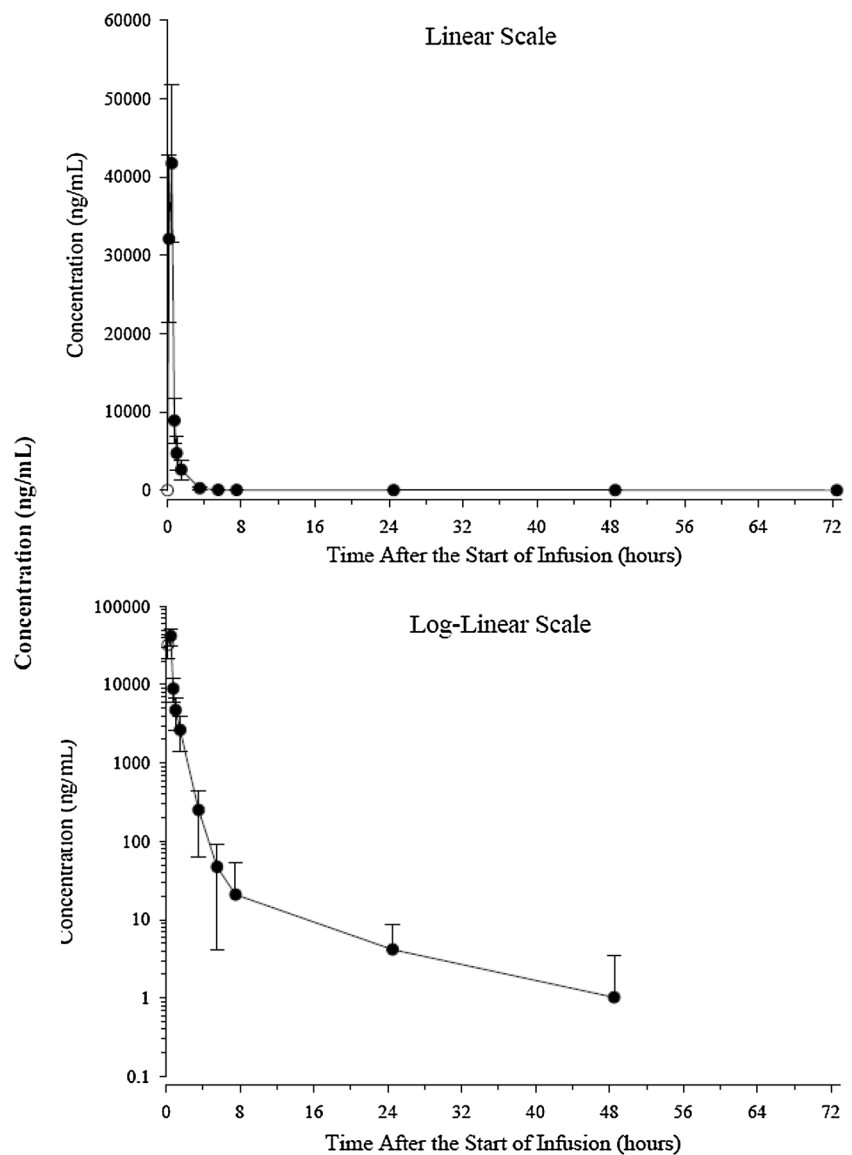 Concentration (ng/mL)
Linear Scale
Concentration (ng/mL)
60000
50000
40000
30000
20000
10000
0
0 8 16 24 32 40 48 56 64 72
Time After the Start of Infusion (hours)
Log-Linear Scale
Concentration (ng/mL)
100000
10000
1000
100
10
1
0.1
0 8 16 24 32 40 48 56 64 72
Time After the Start of Infusion (hours)